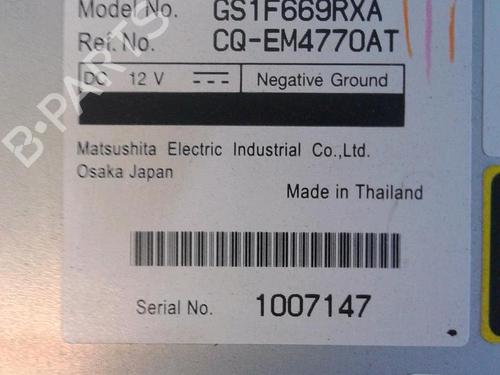 Model No. GS1F669RXA
Ref. No. CQ-EM4770AT
DC 12 V Negative Ground
Matsushita Electric Industrial Co.,Ltd.
Osaka Japan
Made in Thailand
Serial No. 1007147
B-PARTS